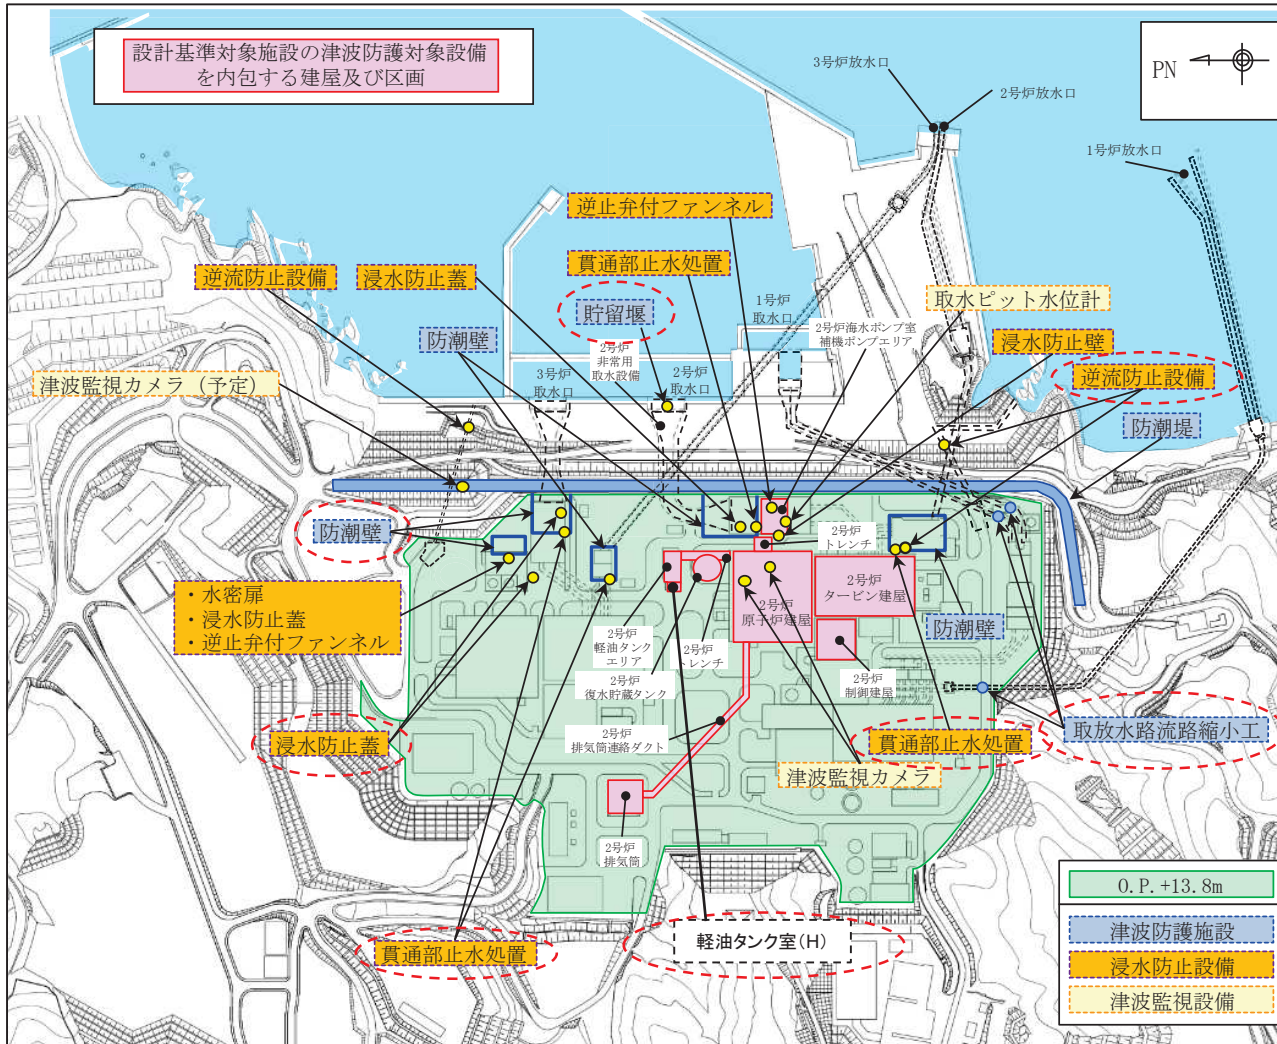 設計基準対象施設の津波防護対象設備
を内包する建屋及び区画
PN
3号炉放水口
2号炉放水口
1号炉放水口
逆止弁付ファンネル
貫通部止水処置
逆流防止設備
浸水防止蓋
貯留堰
1号炉
取水口
取水ピット水位計
2号炉海水ポンプ室
補機ポンプエリア
浸水防止壁
防潮壁
2号炉
非常用
取水設備
2号炉
取水口
3号炉
取水口
津波監視カメラ（予定）
逆流防止設備
防潮堤
防潮壁
2号炉
トレンチ
・水密扉
・浸水防止蓋
・逆止弁付ファンネル
2号炉
原子炉建屋
2号炉
タービン建屋
防潮壁
2号炉
軽油タンク
エリア
2号炉
トレンチ
2号炉
復水貯蔵タンク
2号炉
制御建屋
浸水防止蓋
2号炉
排気筒連絡ダクト
貫通部止水処置
取放水路流路縮小工
津波監視カメラ
2号炉
排気筒
貫通部止水処置
軽油タンク室(H)
O.P.+13.8m
津波防護施設
浸水防止設備
津波監視設備